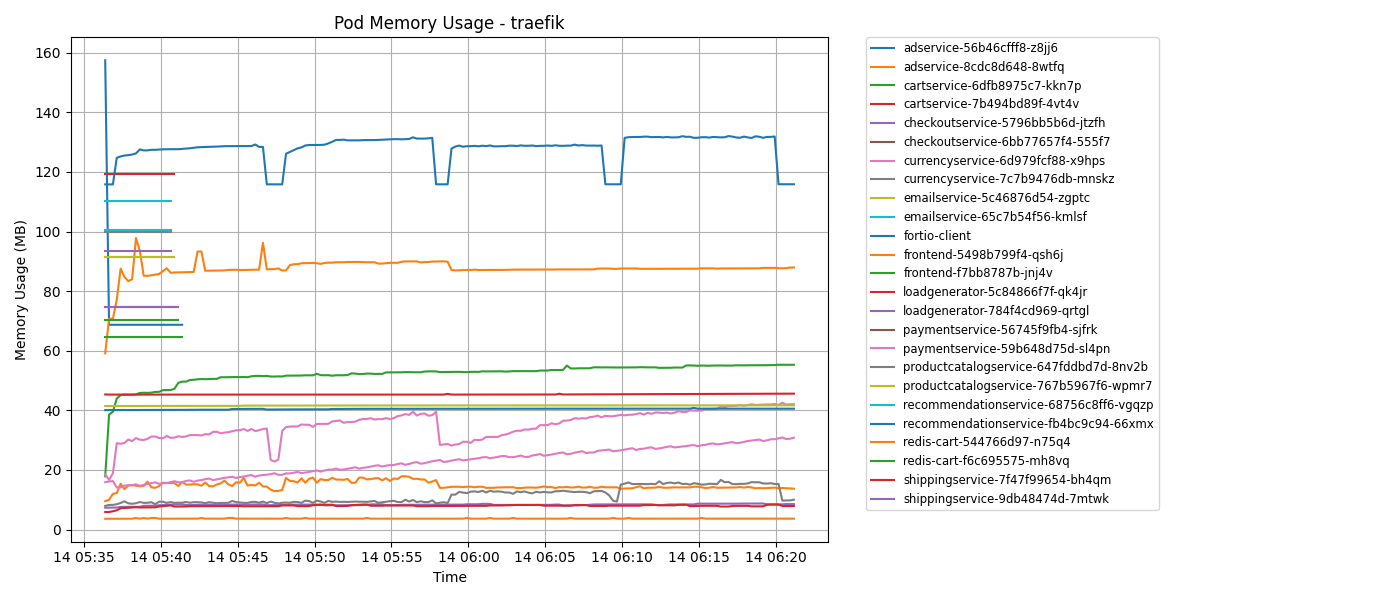 Pod Memory Usage - traefik
Memory Usage (MB)
160
140
120
100
80
60
40
20
0
14 05:35 14 05:40 14 05:45 14 05:50 14 05:55 14 06:00 14 06:05 14 06:10 14 06:15 14 06:20
Time
adservice-56b46cfff8-z8jj6
adservice-8cdc8d648-8wtfq
cartservice-6dfb8975c7-kkn7p
cartservice-7b494bd89f-4vt4v
checkoutservice-5796bb5b6d-jtzfh
checkoutservice-6bb77657f4-555f7
currencyservice-6d979fcf88-x9hps
currencyservice-7c7b9476db-mnskz
emailservice-5c46876d54-zgptc
emailservice-65c7b54f56-kmlsf
fortio-client
frontend-5498b799f4-qsh6j
frontend-f7bb8787b-jnj4v
loadgenerator-5c84866f7f-qk4jr
loadgenerator-784f4cd969-qrtgl
paymentservice-56745f9fb4-sjfrk
paymentservice-59b648d75d-sl4pn
productcatalogservice-647fddbd7d-8nv2b
productcatalogservice-767b5967f6-wpmr7
recommendationservice-68756c8ff6-vgqzp
recommendationservice-fb4bc9c94-66xmx
redis-cart-544766d97-n75q4
redis-cart-f6c695575-mh8vq
shippingservice-7f47f99654-bh4qm
shippingservice-9db48474d-7mtwk